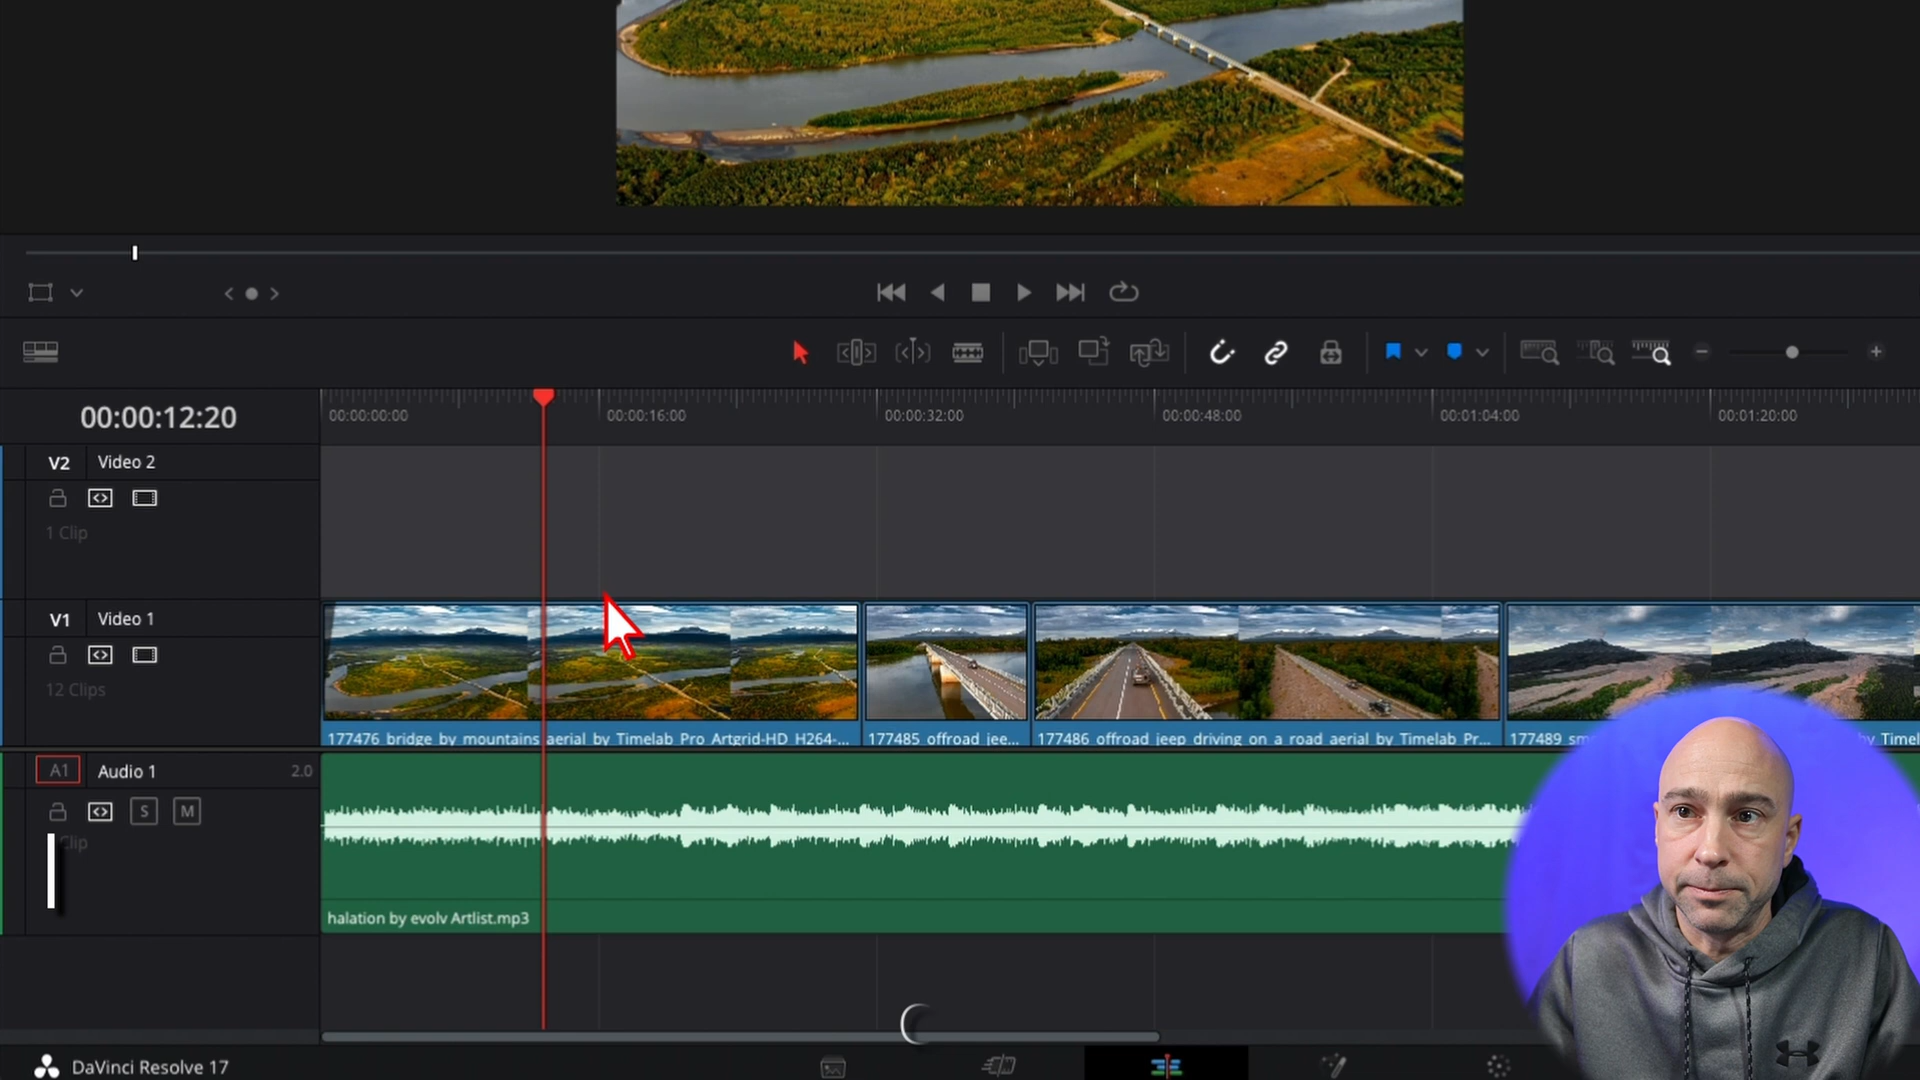 00:00:12:20
00:00:00:00
00:00:16:00
00:00:32:00
00:00:48:00
00:01:04:00
00:01:20:00
V2
Video 2
1 Clip
V1
Video 1
12 Clips
177476 bridge by mountains aerial by Timelab Pro Artgrid-HD H264-...
177485 offroad jee...
177486 offroad jeep driving on a road aerial by Timelab Pr...
177489
by Timel
A1
Audio 1
2.0
S
M
Clip
halation by evolv Artlist.mp3
DaVinci Resolve 17